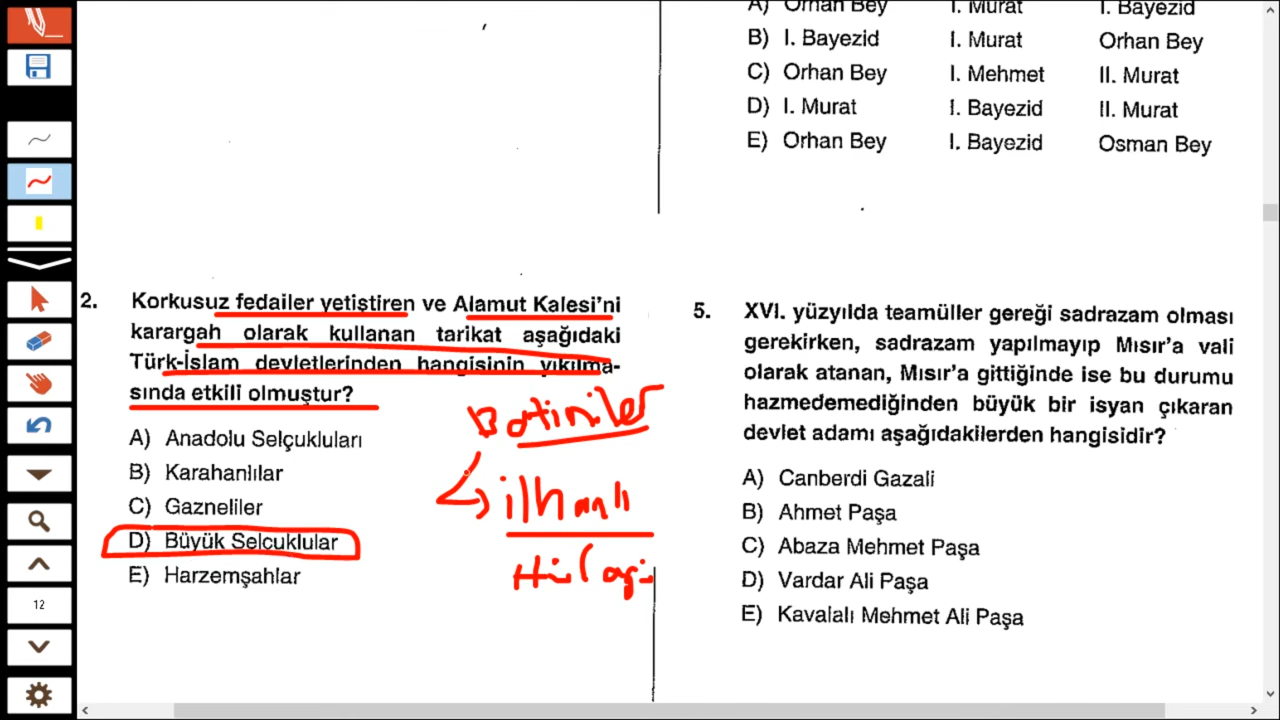 A) Orhan Bey I. Murat I. Bayezid
B) I. Bayezid I. Murat Orhan Bey
C) Orhan Bey I. Mehmet II. Murat
D) I. Murat I. Bayezid II. Murat
E) Orhan Bey I. Bayezid Osman Bey
2. Korkusuz fedailer yetiştiren ve Alamut Kalesi'ni
karargah olarak kullanan tarikat aşağıdaki
Türk-İslam devletlerinden hangisinin yıkılma-
sında etkili olmuştur?
A) Anadolu Selçukluları
B) Karahanlılar
C) Gazneliler
D) Büyük Selçuklular
E) Harzemşahlar
Batiniler
ilhanlı
Hülagü
5. XVI. yüzyılda teamüller gereği sadrazam olması
gerekirken, sadrazam yapılmayıp Mısır'a vali
olarak atanan, Mısır'a gittiğinde ise bu durumu
hazmedemediğinden büyük bir isyan çıkaran
devlet adamı aşağıdakilerden hangisidir?
A) Canberdi Gazali
B) Ahmet Paşa
C) Abaza Mehmet Paşa
D) Vardar Ali Paşa
E) Kavalalı Mehmet Ali Paşa
12